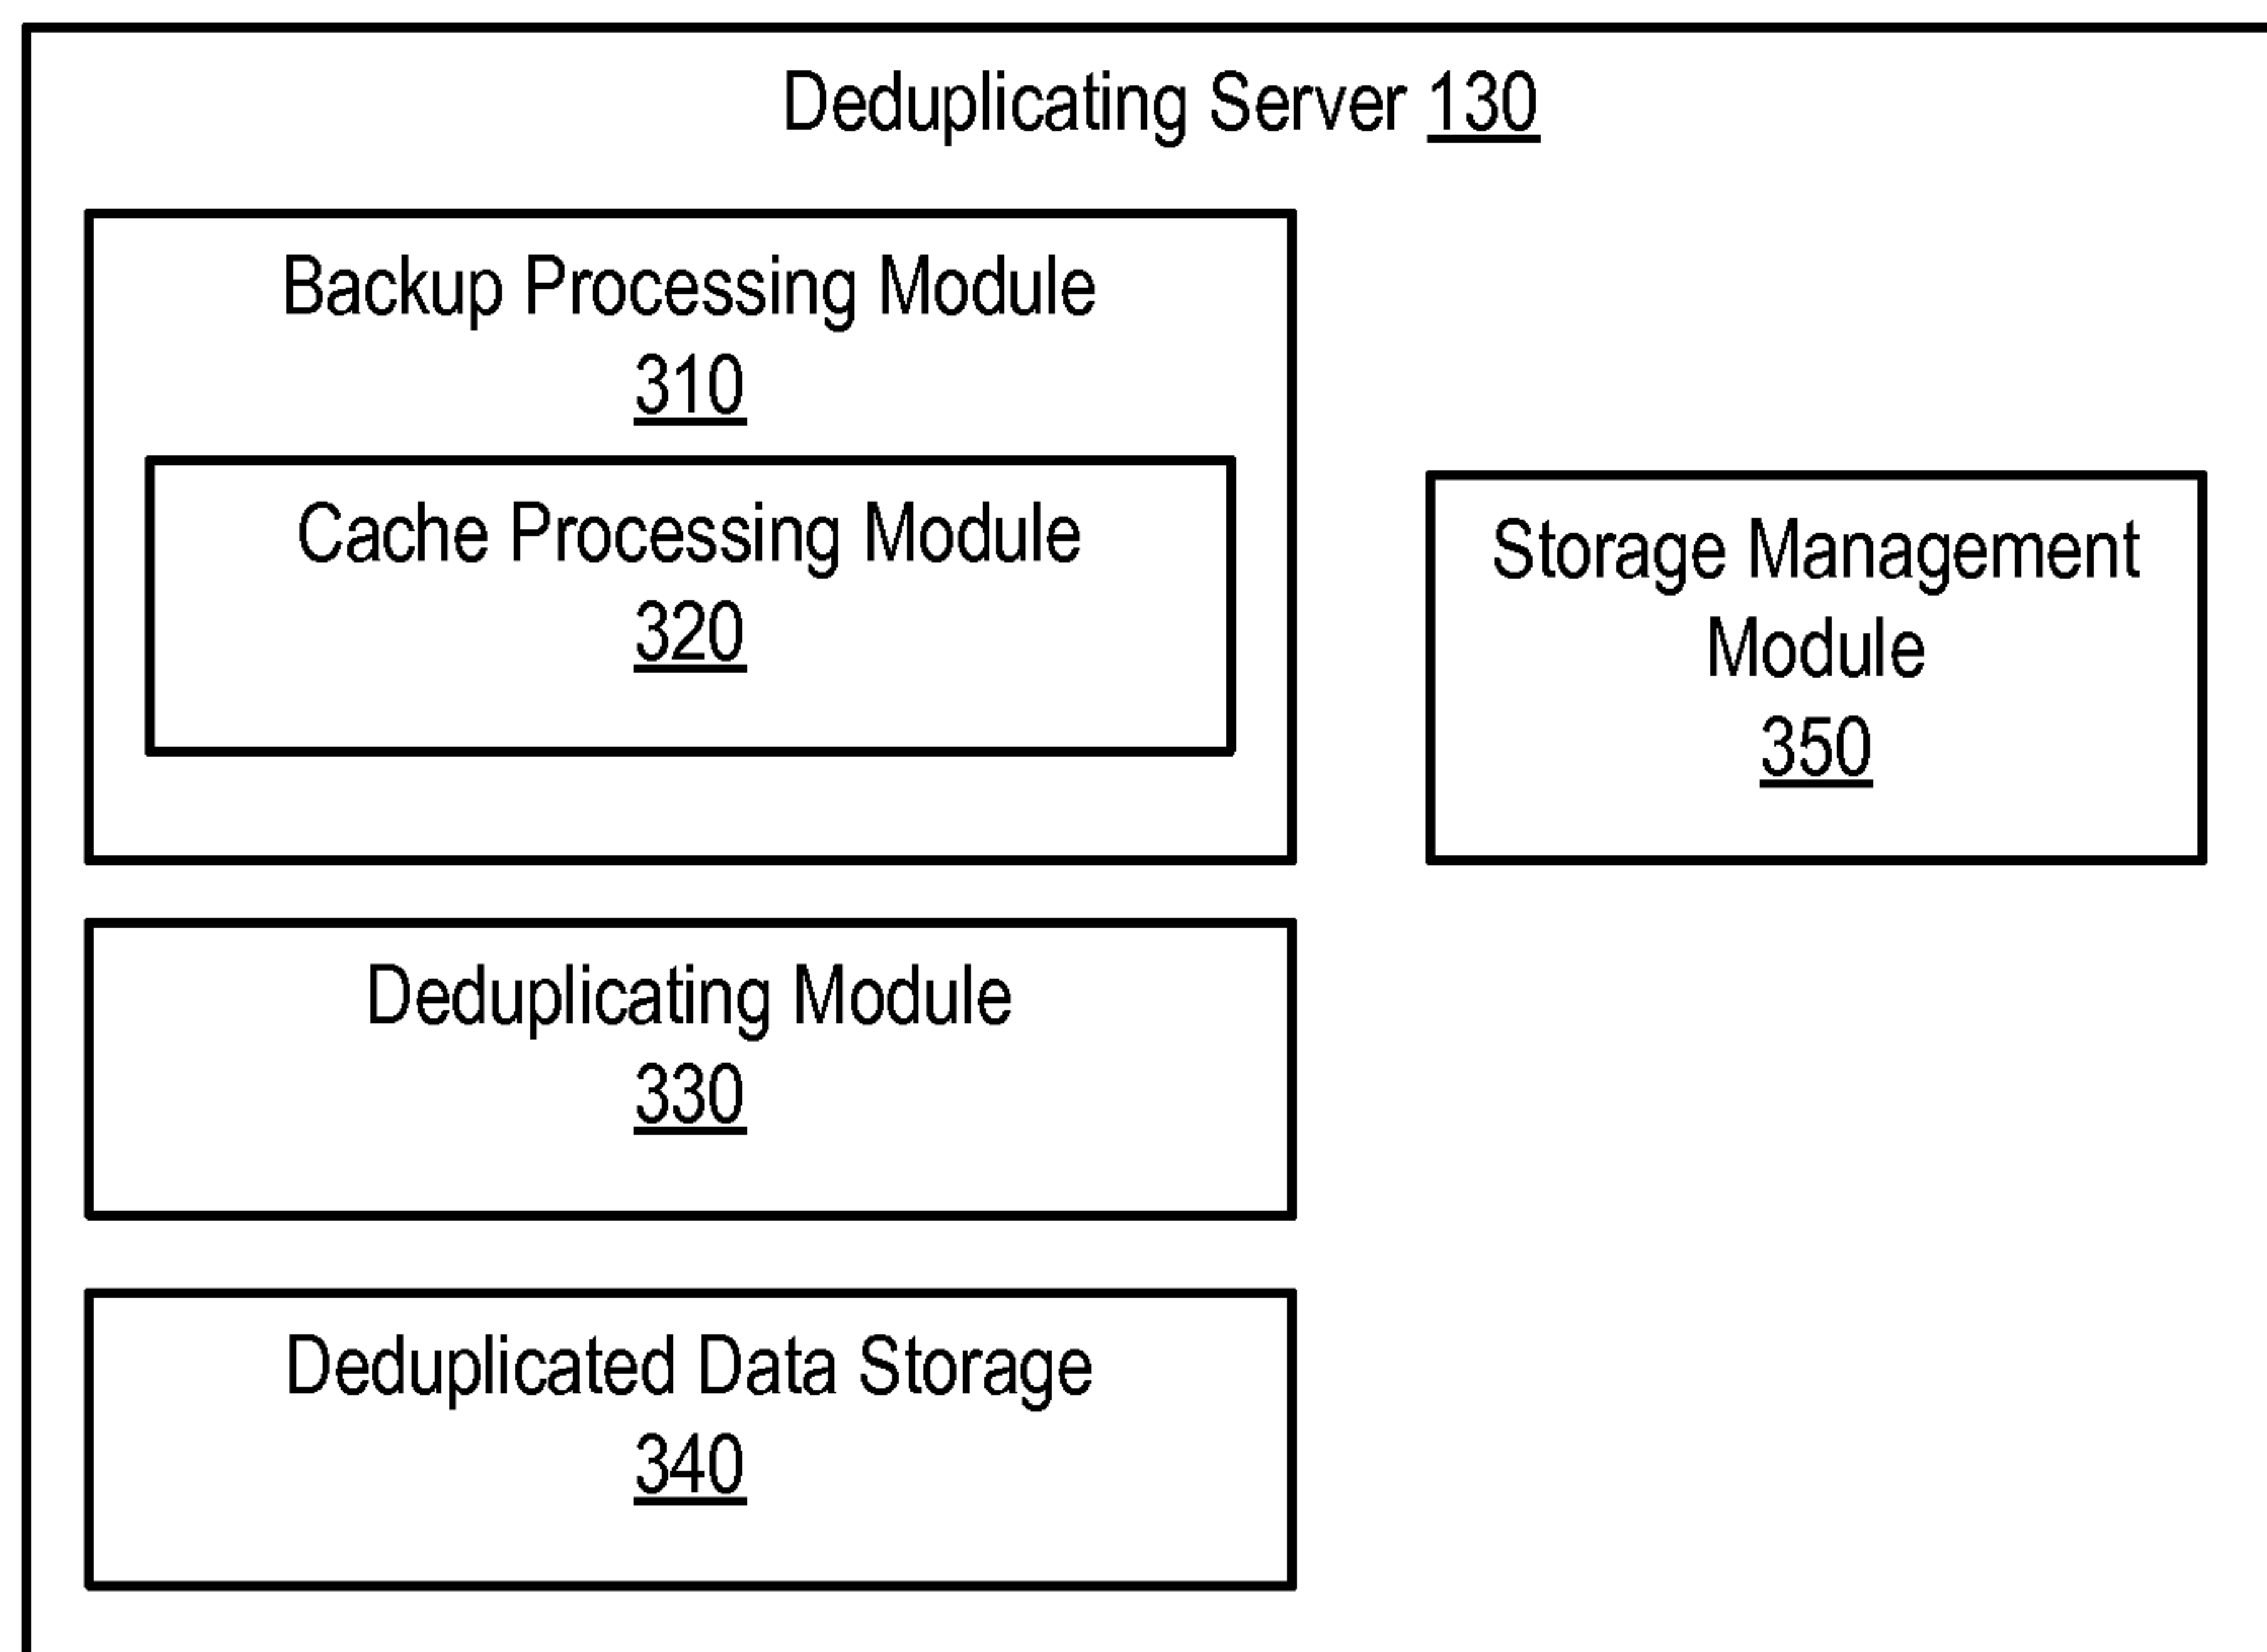 Deduplicating Server 130
Backup Processing Module
310
Cache Processing Module
320
Storage Management
Module
350
Deduplicating Module
330
Deduplicated Data Storage
340